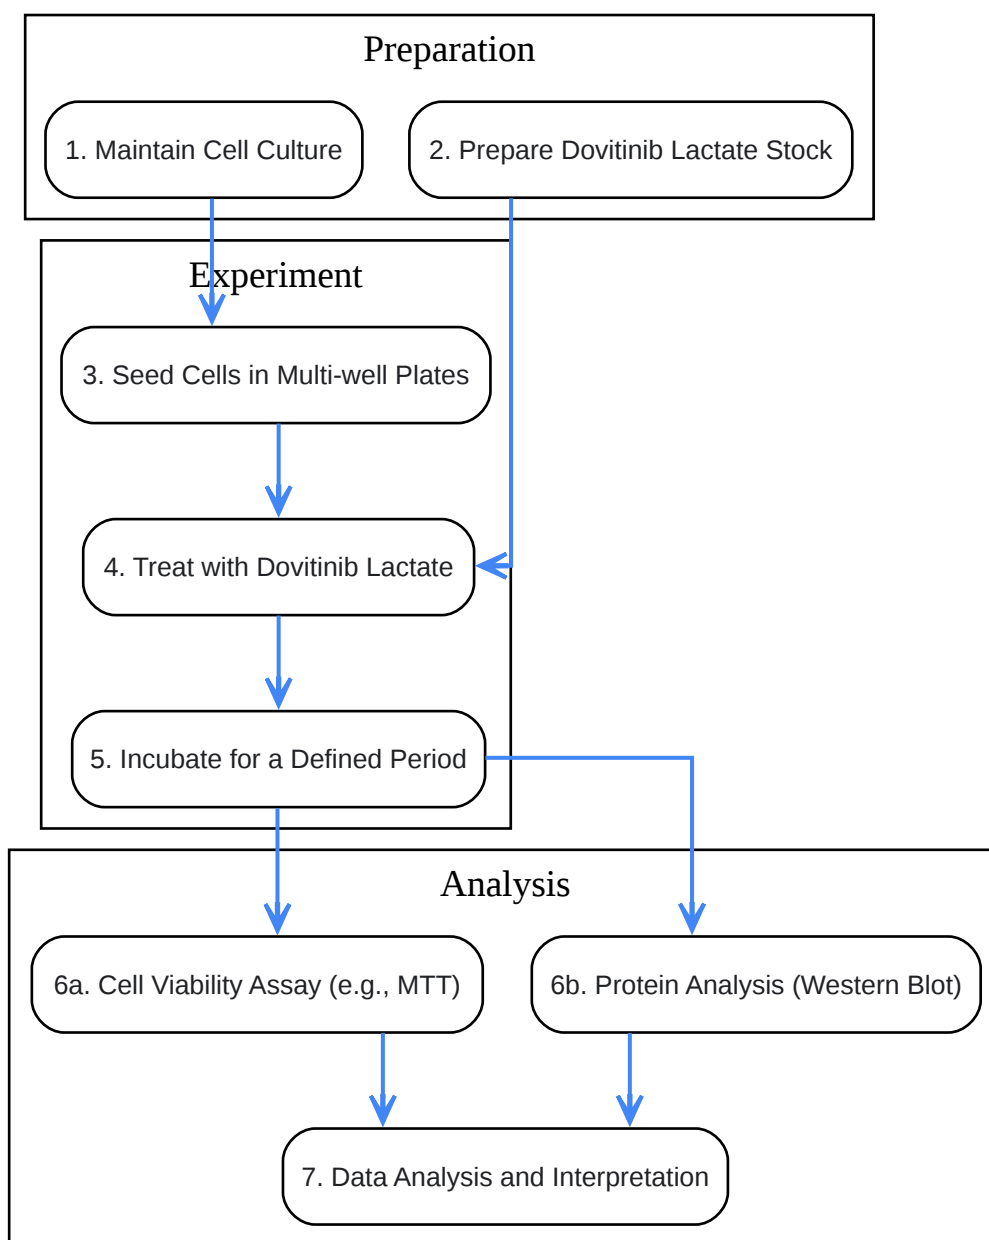 Preparation
1. Maintain Cell Culture
2. Prepare Dovitinib Lactate Stock
Experiment
3. Seed Cells in Multi-well Plates
4. Treat with Dovitinib Lactate
5. Incubate for a Defined Period
Analysis
6a. Cell Viability Assay (e.g., MTT)
6b. Protein Analysis (Western Blot)
7. Data Analysis and Interpretation